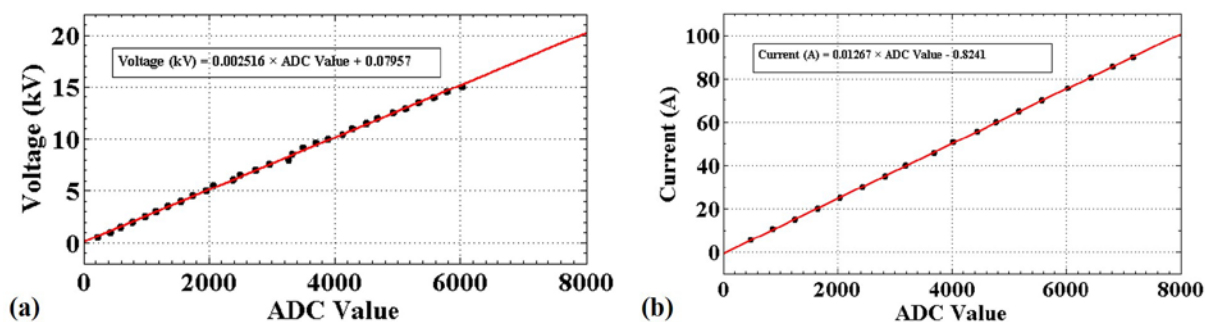 20
15
10
5
0
Voltage (kV)
Voltage (kV) = 0.002516 × ADC Value + 0.07957
0 2000 4000 6000 8000
ADC Value
(a)
100
80
60
40
20
0
Current (A)
Current (A) = 0.01267 × ADC Value - 0.8241
0 2000 4000 6000 8000
ADC Value
(b)